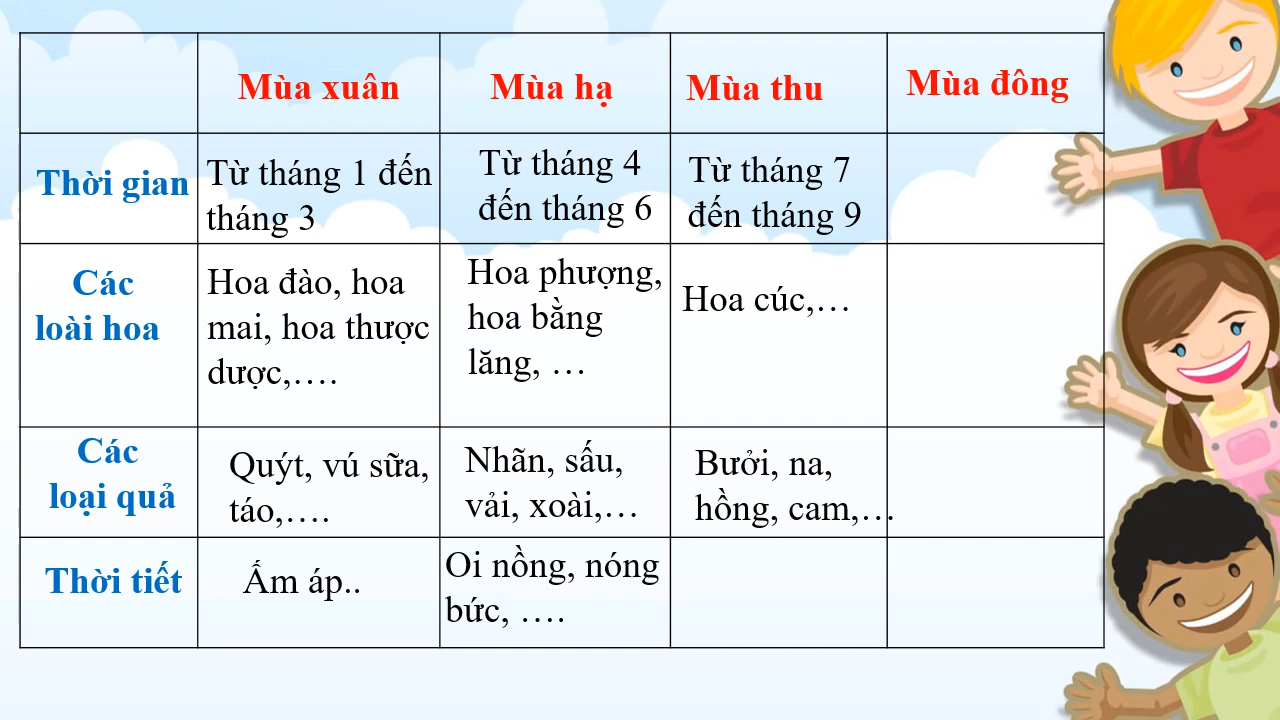 Mùa xuân
Mùa hạ
Mùa thu
Mùa đông
Thời gian
Từ tháng 1 đến
tháng 3
Từ tháng 4
đến tháng 6
Từ tháng 7
đến tháng 9
Các
loài hoa
Hoa đào, hoa
mai, hoa thược
dược,….
Hoa phượng,
hoa bằng
lăng, …
Hoa cúc,…
Các
loại quả
Quýt, vú sữa,
táo,….
Nhãn, sấu,
vải, xoài,…
Bưởi, na,
hồng, cam,…
Thời tiết
Ấm áp..
Oi nồng, nóng
bức, ….